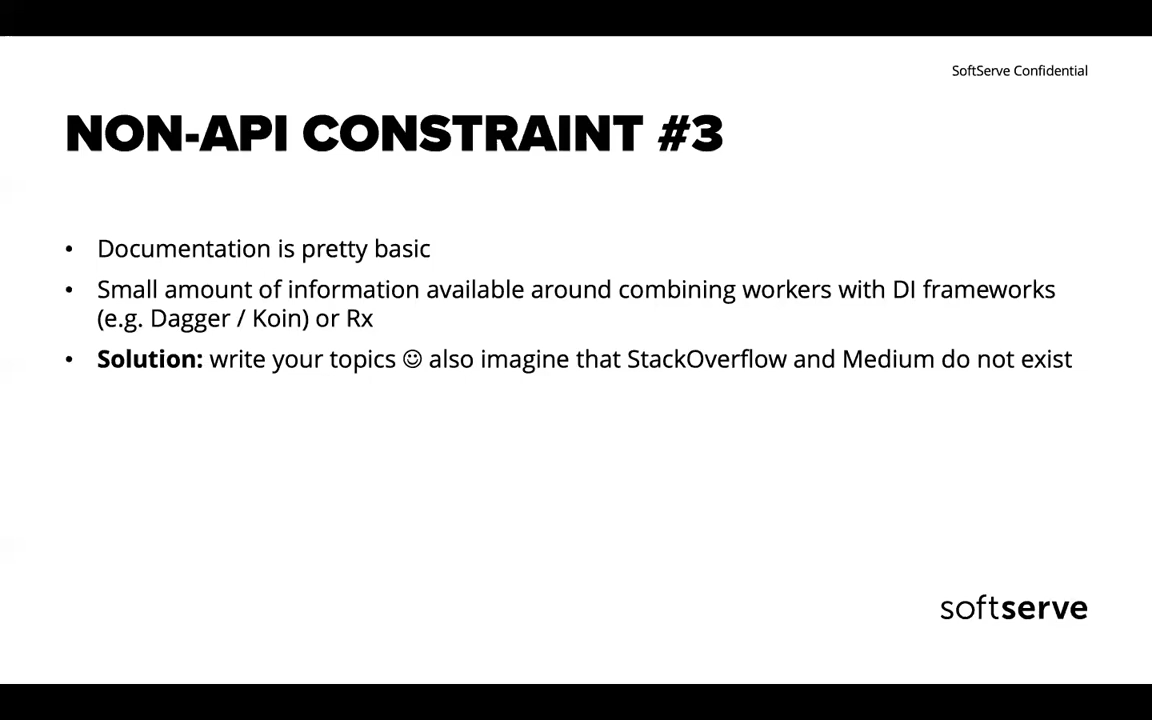 SoftServe Confidential
NON-API CONSTRAINT #3
• Documentation is pretty basic
• Small amount of information available around combining workers with DI frameworks
(e.g. Dagger / Koin) or Rx
• Solution: write your topics ☺ also imagine that StackOverflow and Medium do not exist
softserve